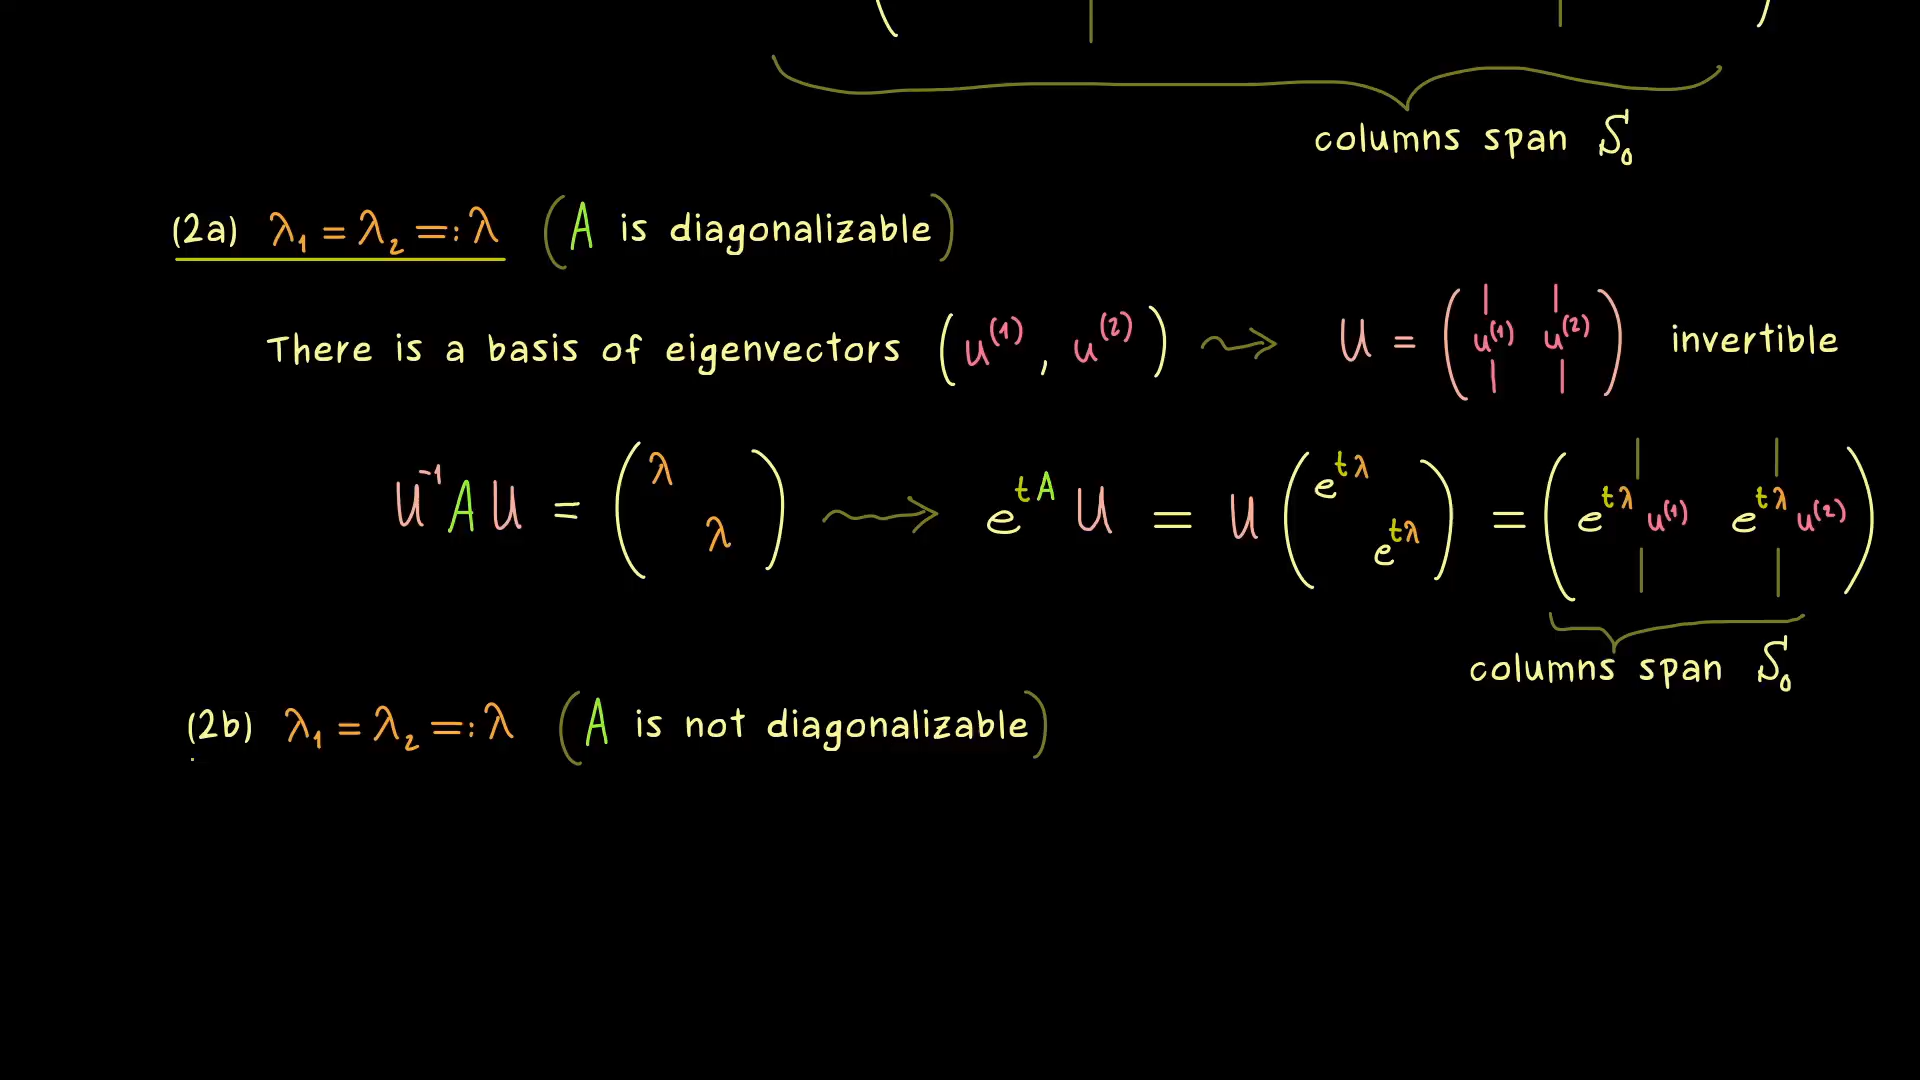 columns span S₀
(2a) λ₁ = λ₂ =: λ (A is diagonalizable)
There is a basis of eigenvectors (u⁽¹⁾, u⁽²⁾) ⇝ U = (u⁽¹⁾ u⁽²⁾) invertible
U⁻¹ A U = (λ λ) ⇝ e^{tA} U = U (e^{tλ} e^{tλ}) = (e^{tλ} u⁽¹⁾ e^{tλ} u⁽²⁾)
columns span S₀
(2b) λ₁ = λ₂ =: λ (A is not diagonalizable)